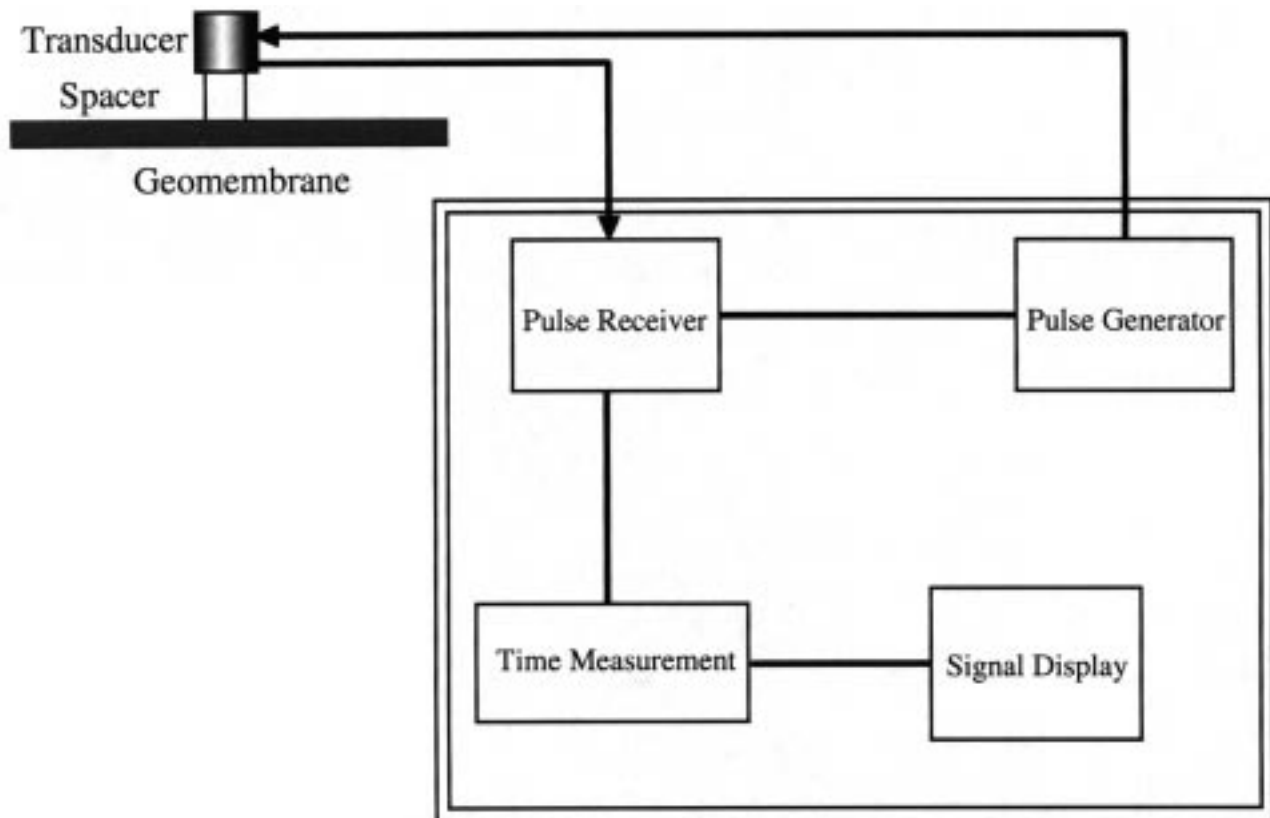 Transducer
Spacer
Geomembrane
Pulse Receiver
Pulse Generator
Time Measurement
Signal Display